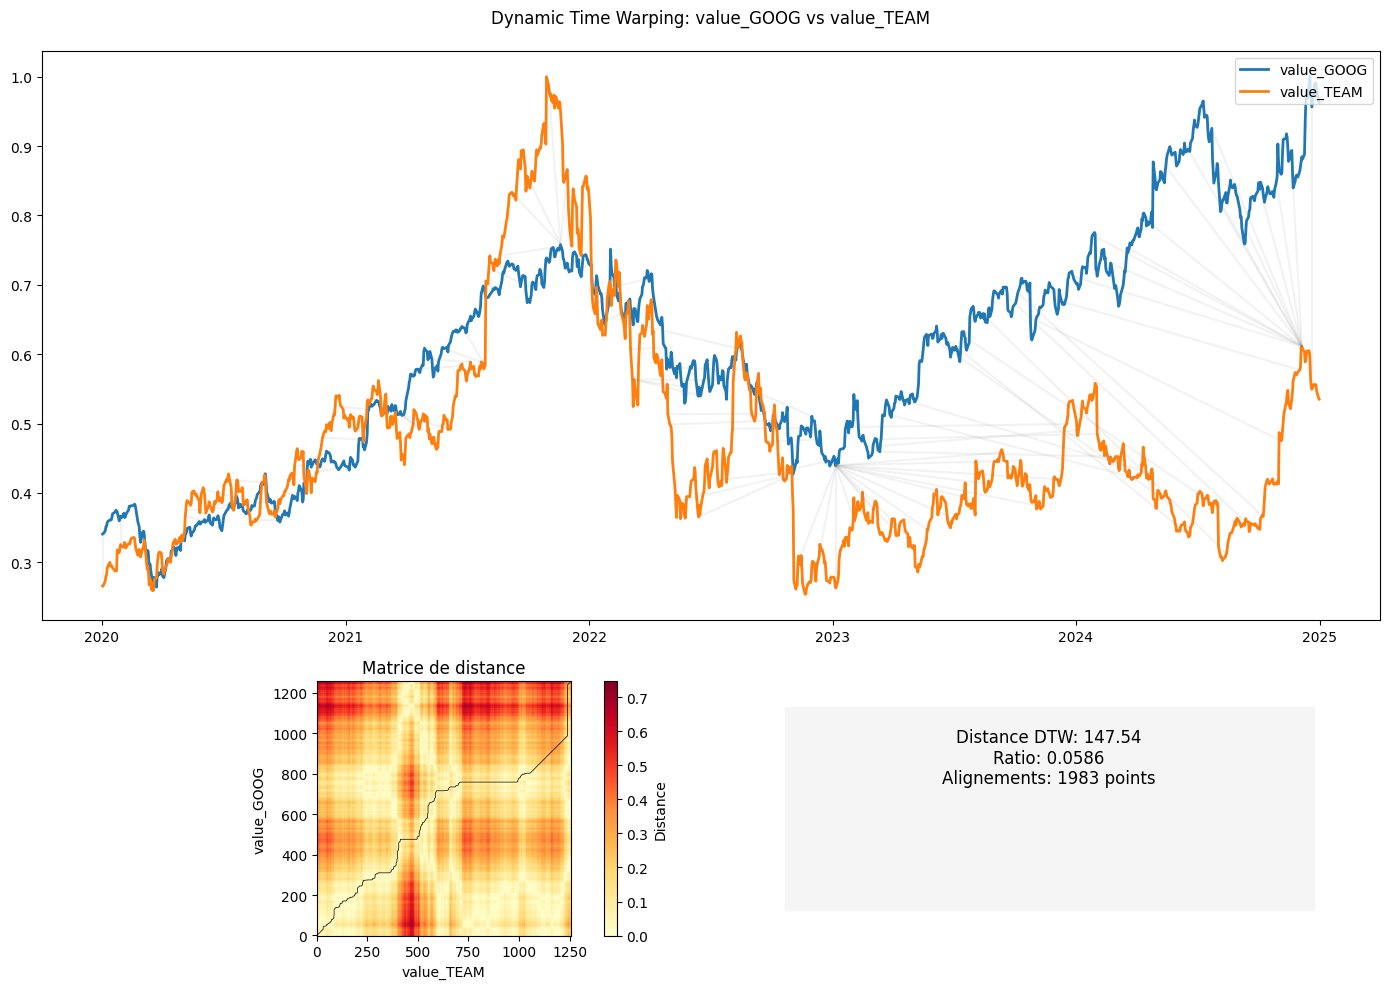 Dynamic Time Warping: value_GOOG vs value_TEAM
value_GOOG
value_TEAM
1.0
0.9
0.8
0.7
0.6
0.5
0.4
0.3
2020 2021 2022 2023 2024 2025
Matrice de distance
value_GOOG
1200
1000
800
600
400
200
0
0 250 500 750 1000 1250
value_TEAM
0.7
0.6
0.5
0.4
0.3
0.2
0.1
0.0
Distance
Distance DTW: 147.54
Ratio: 0.0586
Alignements: 1983 points